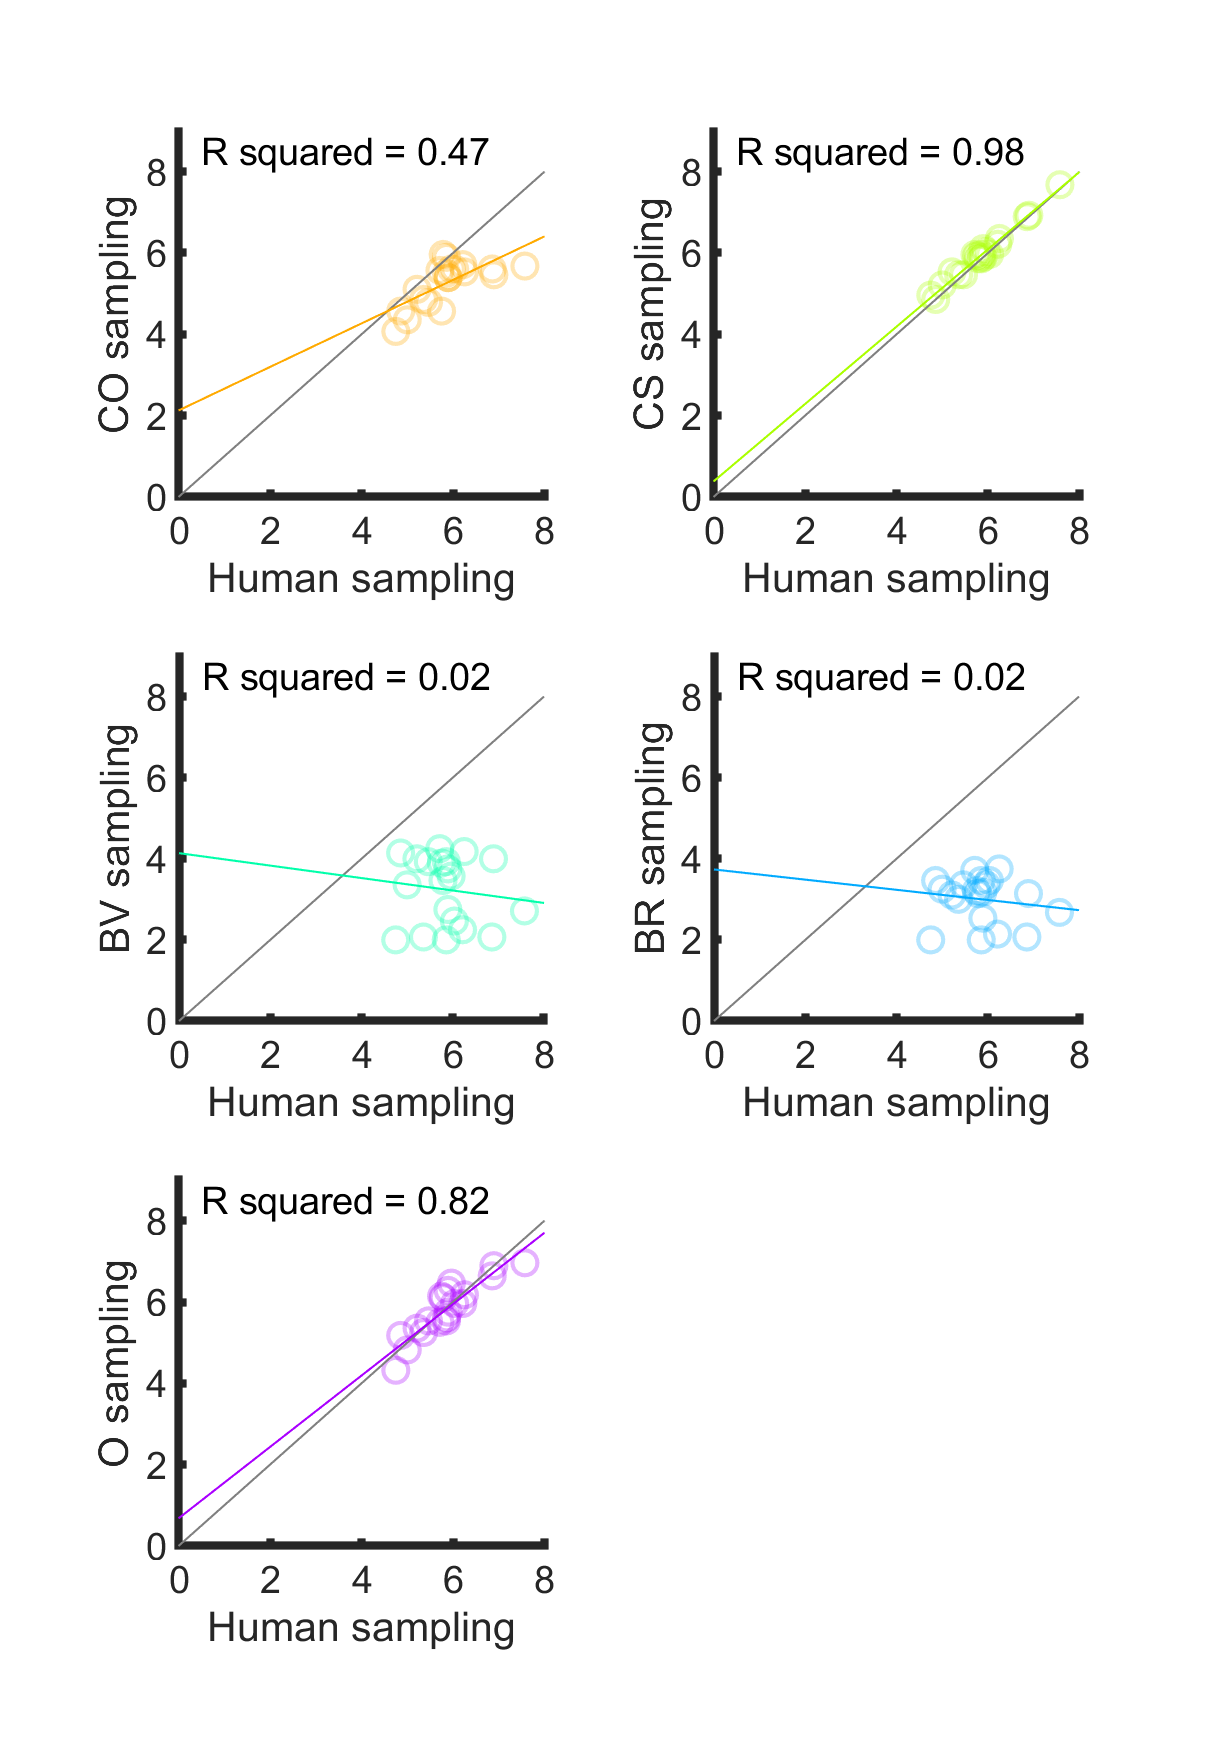 R squared = 0.47
8
6
4
2
0
CO sampling
0 2 4 6 8
Human sampling
R squared = 0.98
8
6
4
2
0
CS sampling
0 2 4 6 8
Human sampling
R squared = 0.02
8
6
4
2
0
BV sampling
0 2 4 6 8
Human sampling
R squared = 0.02
8
6
4
2
0
BR sampling
0 2 4 6 8
Human sampling
R squared = 0.82
8
6
4
2
0
O sampling
0 2 4 6 8
Human sampling